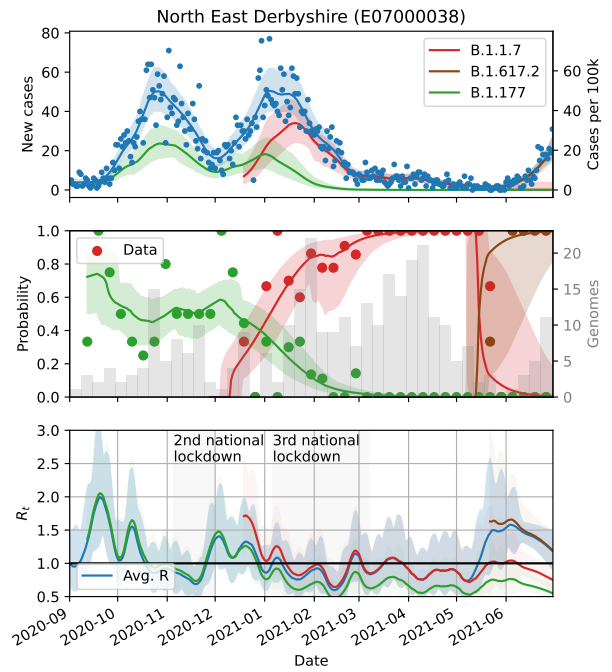 North East Derbyshire (E07000038)
New cases
80
60
40
20
0
B.1.1.7
B.1.617.2
B.1.177
60
40
20
0
Cases per 100k
Probability
1.0
0.8
0.6
0.4
0.2
0.0
Data
20
15
10
5
0
Genomes
Rt
3.0
2.5
2.0
1.5
1.0
0.5
2nd national
lockdown
3rd national
lockdown
Avg. R
2020-09
2020-10
2020-11
2020-12
2021-01
2021-02
2021-03
2021-04
2021-05
2021-06
Date